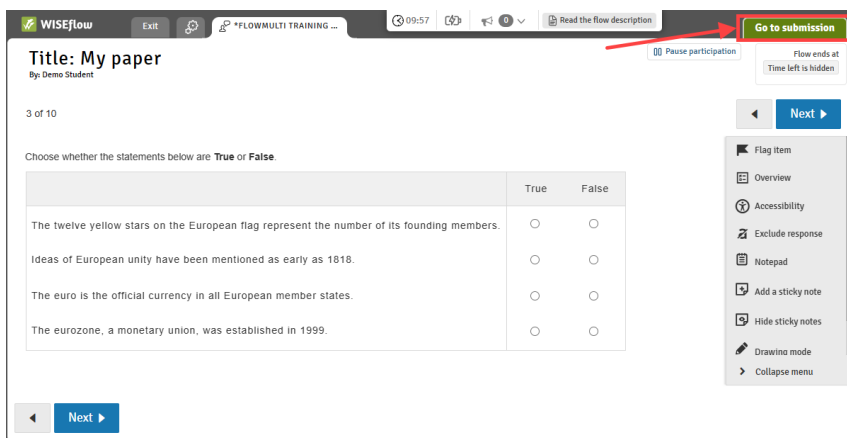 WISEflow
Exit
*FLOWMULTI TRAINING ...
09:57
0
Read the flow description
Go to submission
Title: My paper
By: Demo Student
Pause participation
Flow ends at
Time left is hidden
3 of 10
Next
Choose whether the statements below are True or False.
True False
The twelve yellow stars on the European flag represent the number of its founding members.
Ideas of European unity have been mentioned as early as 1818.
The euro is the official currency in all European member states.
The eurozone, a monetary union, was established in 1999.
Flag item
Overview
Accessibility
Exclude response
Notepad
Add a sticky note
Hide sticky notes
Drawing mode
Collapse menu
Next